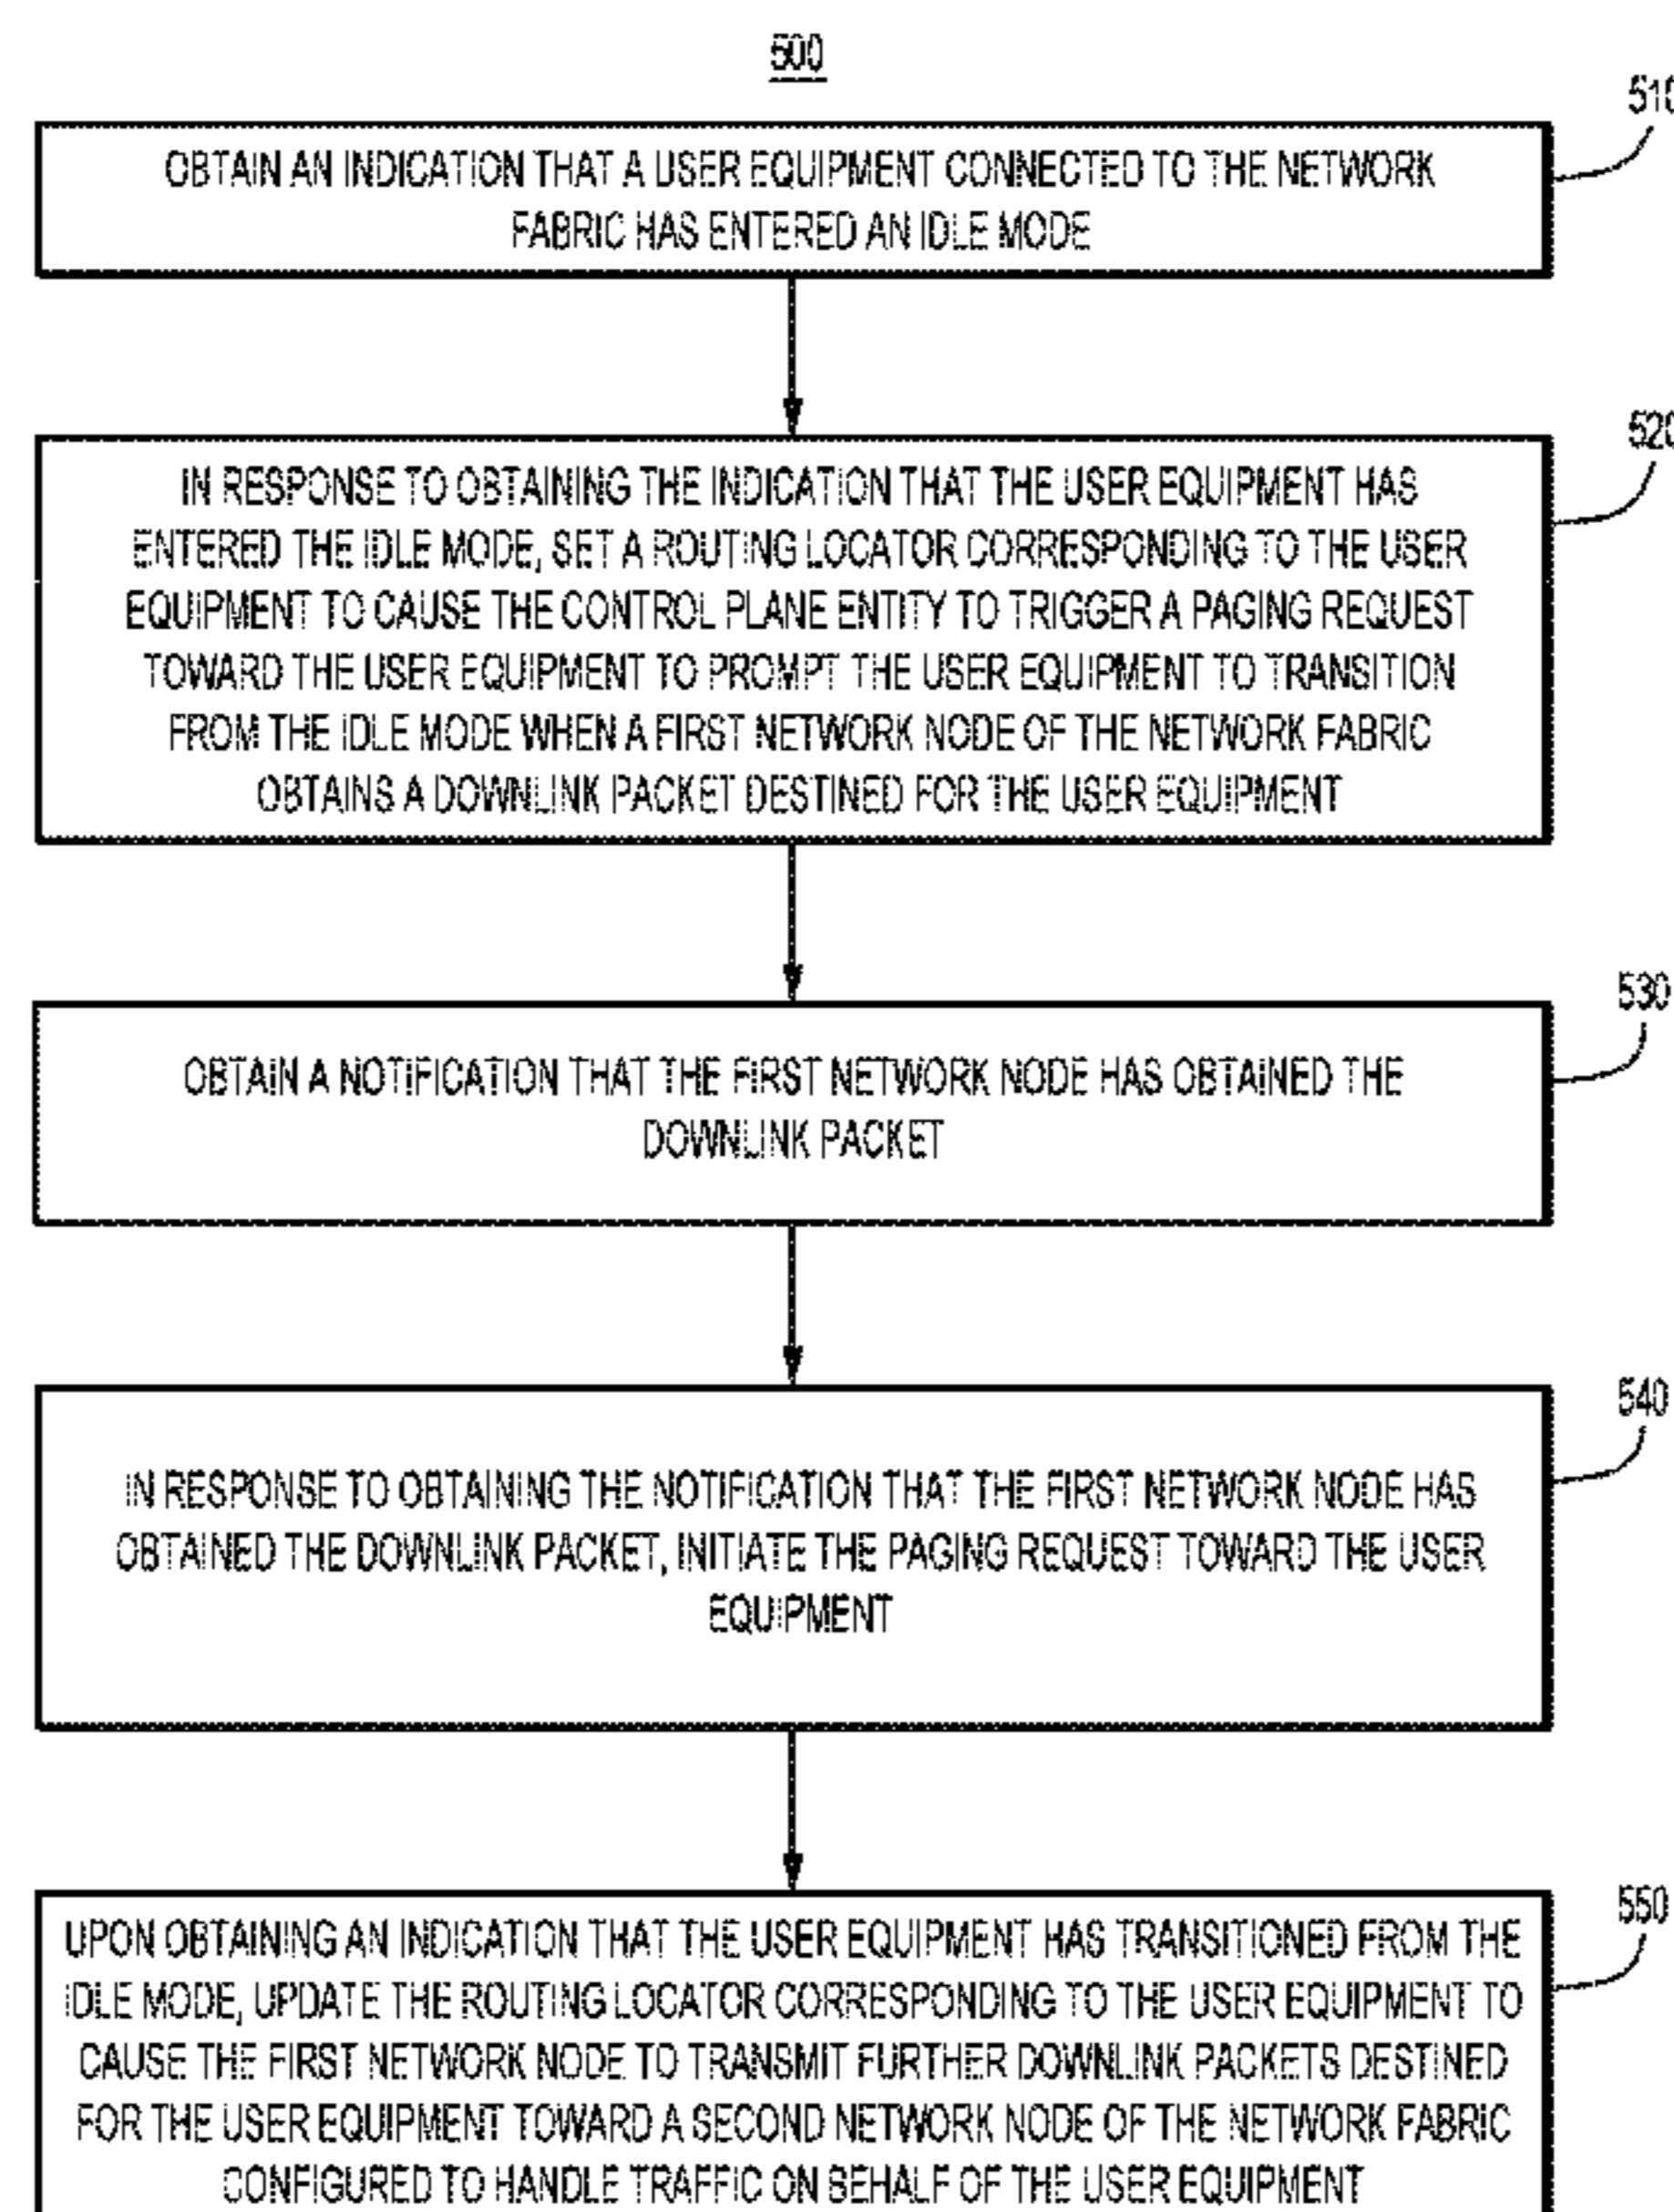 500
510
OBTAIN AN INDICATION THAT A USER EQUIPMENT CONNECTED TO THE NETWORK
FABRIC HAS ENTERED AN IDLE MODE
520
IN RESPONSE TO OBTAINING THE INDICATION THAT THE USER EQUIPMENT HAS
ENTERED THE IDLE MODE, SET A ROUTING LOCATOR CORRESPONDING TO THE USER
EQUIPMENT TO CAUSE THE CONTROL PLANE ENTITY TO TRIGGER A PAGING REQUEST
TOWARD THE USER EQUIPMENT TO PROMPT THE USER EQUIPMENT TO TRANSITION
FROM THE IDLE MODE WHEN A FIRST NETWORK NODE OF THE NETWORK FABRIC
OBTAINS A DOWNLINK PACKET DESTINED FOR THE USER EQUIPMENT
530
OBTAIN A NOTIFICATION THAT THE FIRST NETWORK NODE HAS OBTAINED THE
DOWNLINK PACKET
540
IN RESPONSE TO OBTAINING THE NOTIFICATION THAT THE FIRST NETWORK NODE HAS
OBTAINED THE DOWNLINK PACKET, INITIATE THE PAGING REQUEST TOWARD THE USER
EQUIPMENT
550
UPON OBTAINING AN INDICATION THAT THE USER EQUIPMENT HAS TRANSITIONED FROM THE
IDLE MODE, UPDATE THE ROUTING LOCATOR CORRESPONDING TO THE USER EQUIPMENT TO
CAUSE THE FIRST NETWORK NODE TO TRANSMIT FURTHER DOWNLINK PACKETS DESTINED
FOR THE USER EQUIPMENT TOWARD A SECOND NETWORK NODE OF THE NETWORK FABRIC
CONFIGURED TO HANDLE TRAFFIC ON BEHALF OF THE USER EQUIPMENT